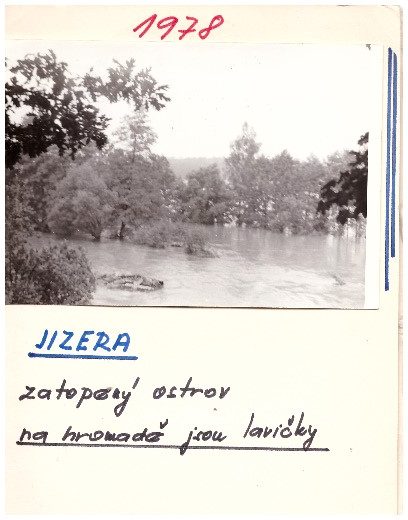 1978
JIZERA
zatopený ostrov
na hromadě jsou lavičky